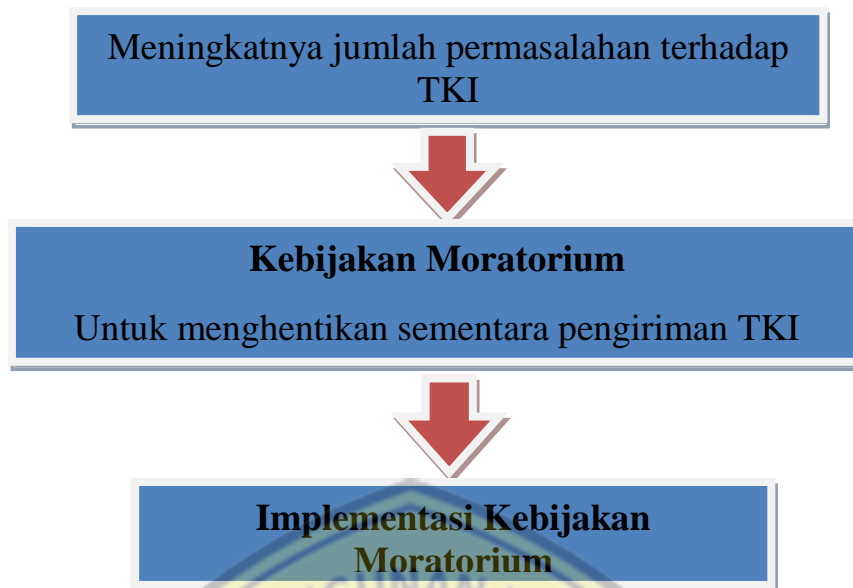 Meningkatnya jumlah permasalahan terhadap
TKI
Kebijakan Moratorium
Untuk menghentikan sementara pengiriman TKI
Implementasi Kebijakan
Moratorium